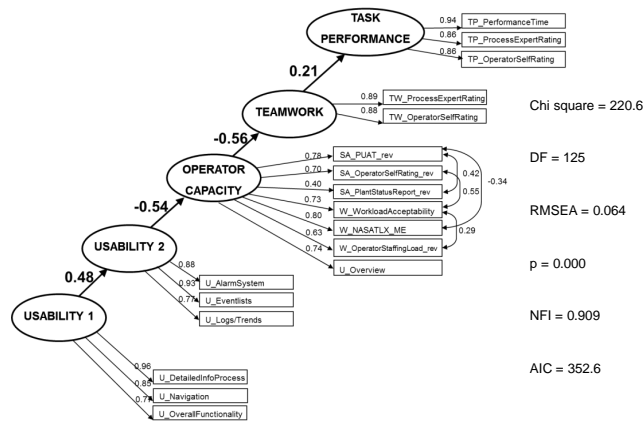 TASK
PERFORMANCE
0.94
TP_PerformanceTime
0.86
TP_ProcessExpertRating
0.86
TP_OperatorSelfRating
0.21
TEAMWORK
0.89
TW_ProcessExpertRating
0.88
TW_OperatorSelfRating
Chi square = 220.6
-0.56
OPERATOR
CAPACITY
0.78
SA_PUAT_rev
0.70
SA_OperatorSelfRating_rev
0.40
SA_PlantStatusReport_rev
0.73
W_WorkloadAcceptability
0.80
W_NASATLX_ME
0.63
W_OperatorStaffingLoad_rev
0.74
U_Overview
0.42
0.55
-0.34
0.29
DF = 125
RMSEA = 0.064
-0.54
USABILITY 2
0.88
U_AlarmSystem
0.93
U_Eventlists
0.77
U_Logs/Trends
p = 0.000
NFI = 0.909
0.48
USABILITY 1
0.96
U_DetailedInfoProcess
0.85
U_Navigation
0.71
U_OverallFunctionality
AIC = 352.6